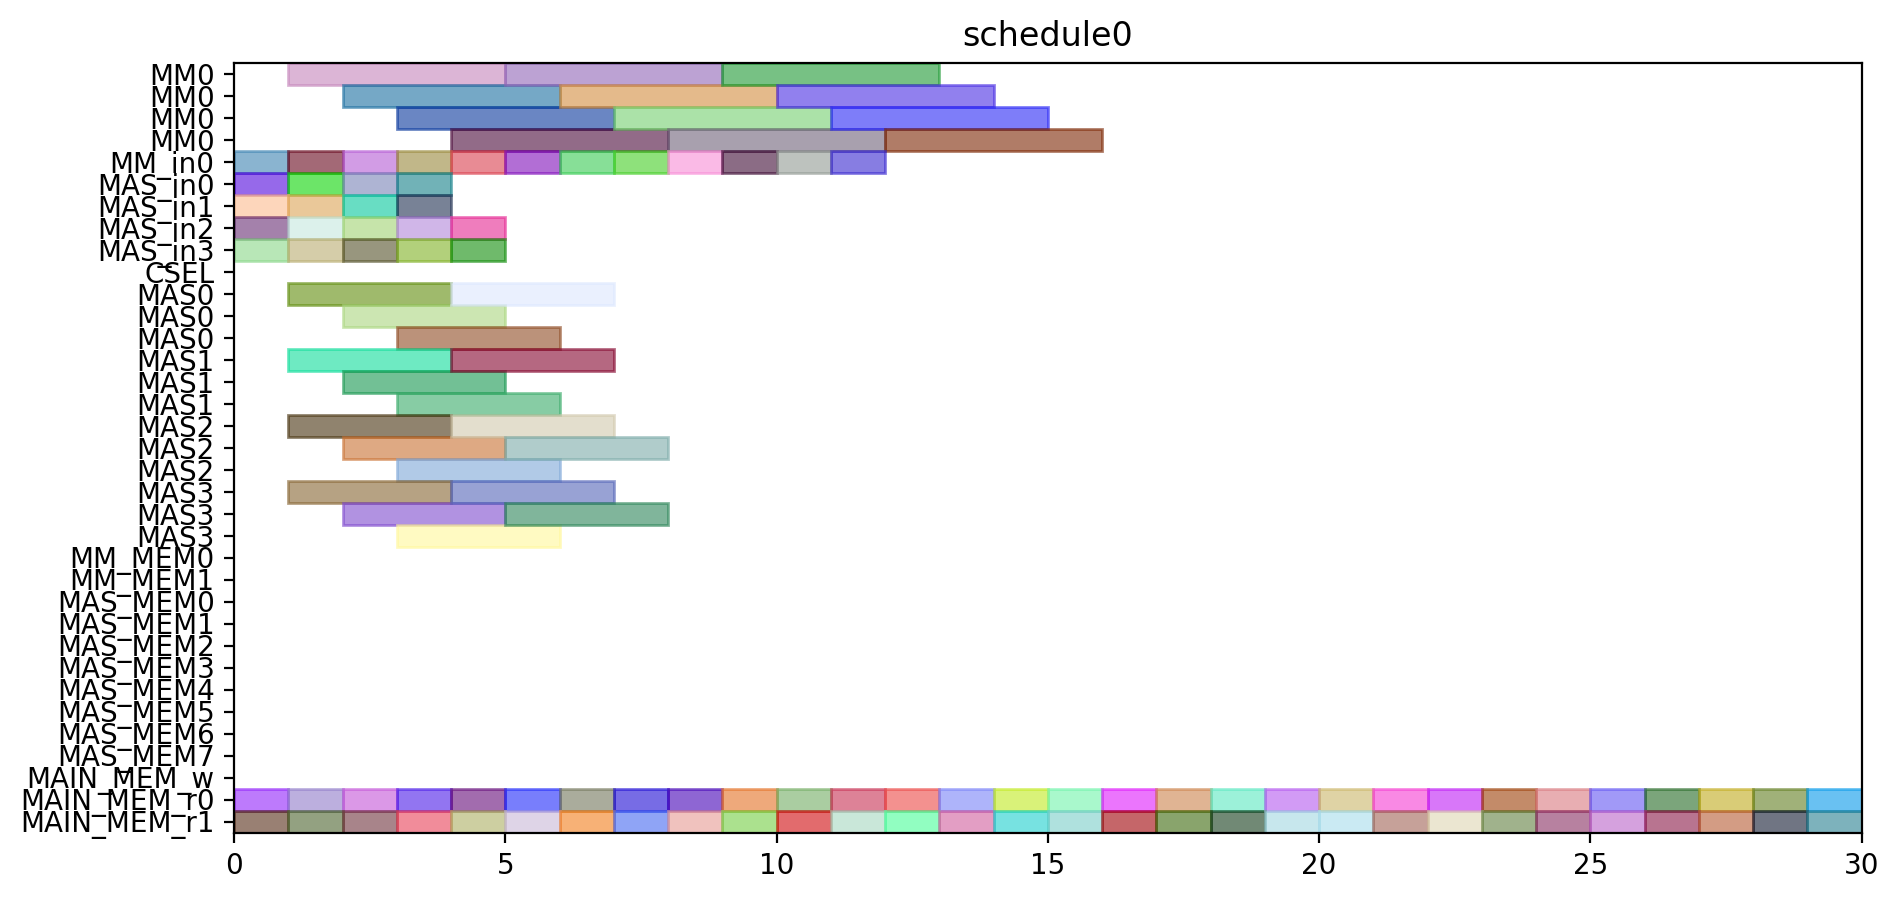 schedule0
MM0
MM0
MM0
MM0
MM_in0
MAS_in0
MAS_in1
MAS_in2
MAS_in3
CSEL
MAS0
MAS0
MAS0
MAS1
MAS1
MAS1
MAS2
MAS2
MAS2
MAS3
MAS3
MAS3
MM_MEM0
MM_MEM1
MAS_MEM0
MAS_MEM1
MAS_MEM2
MAS_MEM3
MAS_MEM4
MAS_MEM5
MAS_MEM6
MAS_MEM7
MAIN_MEM_w
MAIN_MEM_r0
MAIN_MEM_r1
0 5 10 15 20 25 30